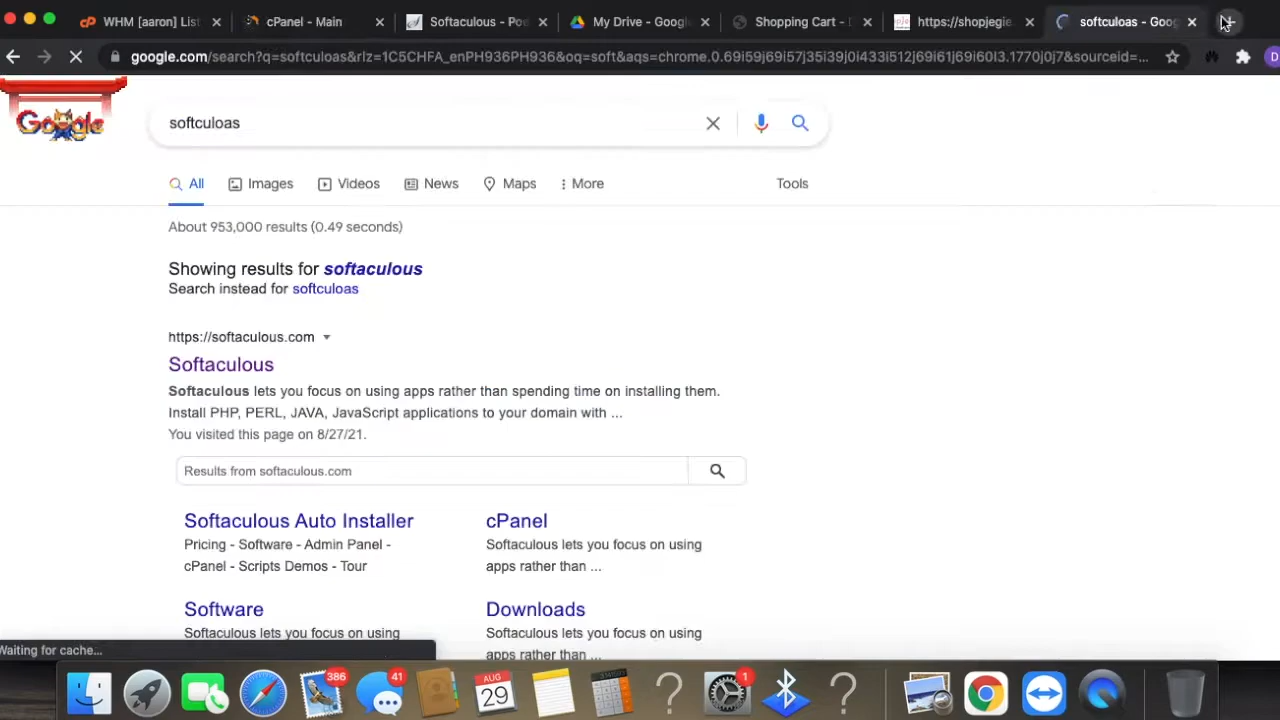 WHM [aaron] List
cPanel - Main
Softaculous - Po
My Drive - Google
Shopping Cart -
https://shopjegie
softculoas - Goog
google.com/search?q=softculoas&rlz=1C5CHFA_enPH936PH936&oq=soft&aqs=chrome.0.69i59j69i57j35i39j0i433i512j69i61j69i60l3.1770j0j7&sourceid=...
D
Google
softculoas
All
Images
Videos
News
Maps
More
Tools
About 953,000 results (0.49 seconds)
Showing results for softaculous
Search instead for softculoas
https://softaculous.com
Softaculous
Softaculous lets you focus on using apps rather than spending time on installing them.
Install PHP, PERL, JAVA, JavaScript applications to your domain with ...
You visited this page on 8/27/21.
Results from softaculous.com
Softaculous Auto Installer
Pricing - Software - Admin Panel -
cPanel - Scripts Demos - Tour
cPanel
Softaculous lets you focus on using
apps rather than ...
Software
Softaculous lets you focus on using
Downloads
Softaculous lets you focus on using
apps rather than ...
Waiting for cache...
386
41
AUG
29
1